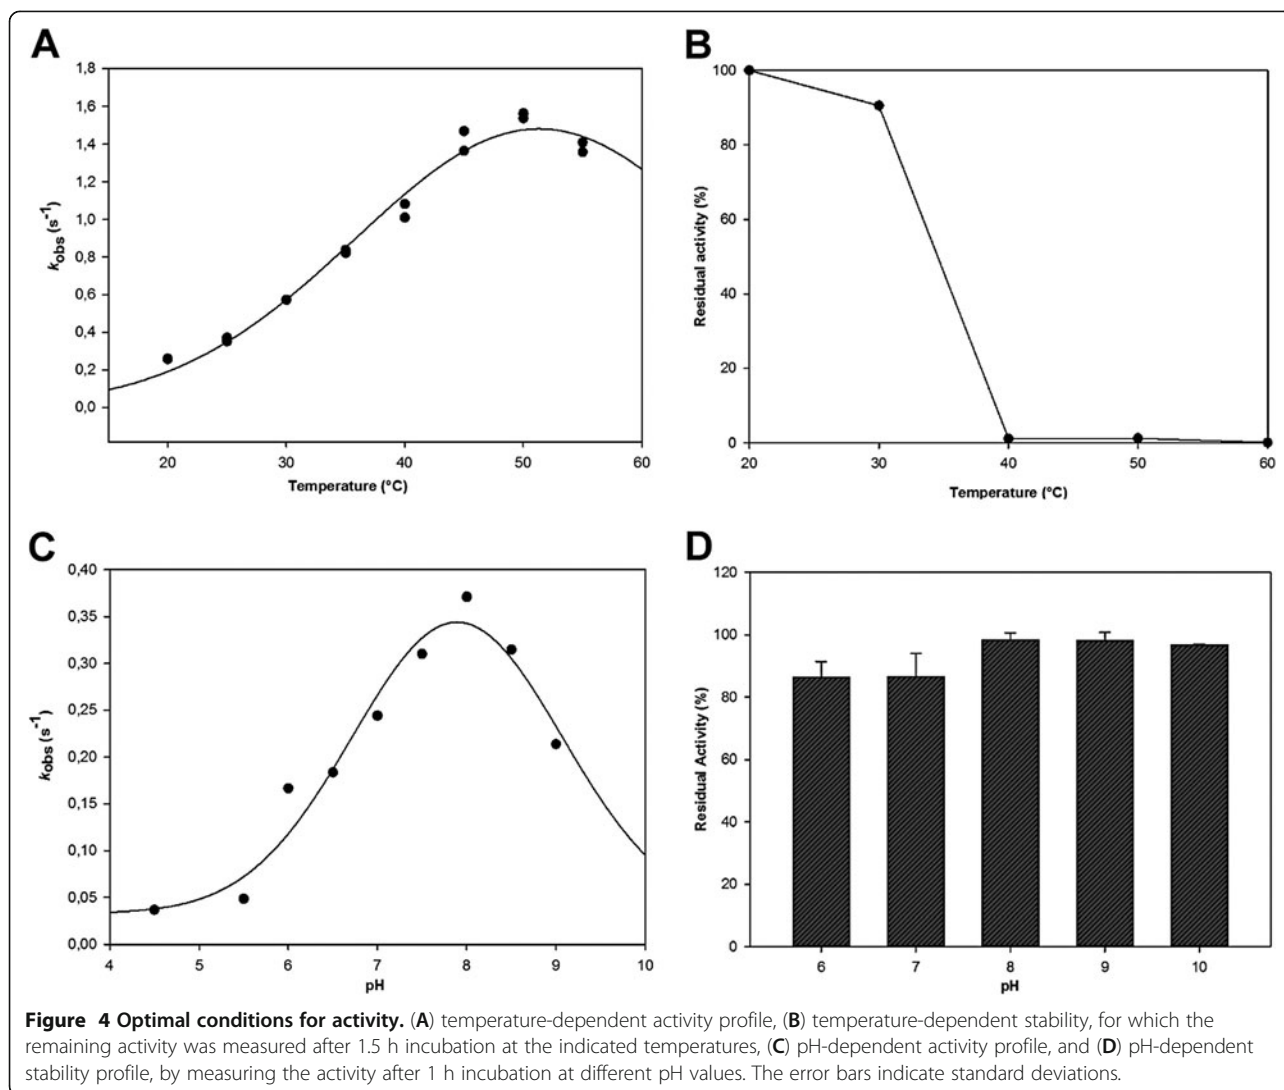 A
1,8
1,6
1,4
1,2
1,0
0,8
0,6
0,4
0,2
0,0
kobs (s-1)
20 30 40 50 60
Temperature (°C)
B
100
80
60
40
20
0
Residual activity (%)
20 30 40 50 60
Temperature (°C)
C
0,40
0,35
0,30
0,25
0,20
0,15
0,10
0,05
0,00
kobs (s-1)
4 5 6 7 8 9 10
pH
D
120
100
80
60
40
20
0
Residual Activity (%)
6 7 8 9 10
pH
Figure 4 Optimal conditions for activity. (A) temperature-dependent activity profile, (B) temperature-dependent stability, for which the
remaining activity was measured after 1.5 h incubation at the indicated temperatures, (C) pH-dependent activity profile, and (D) pH-dependent
stability profile, by measuring the activity after 1 h incubation at different pH values. The error bars indicate standard deviations.